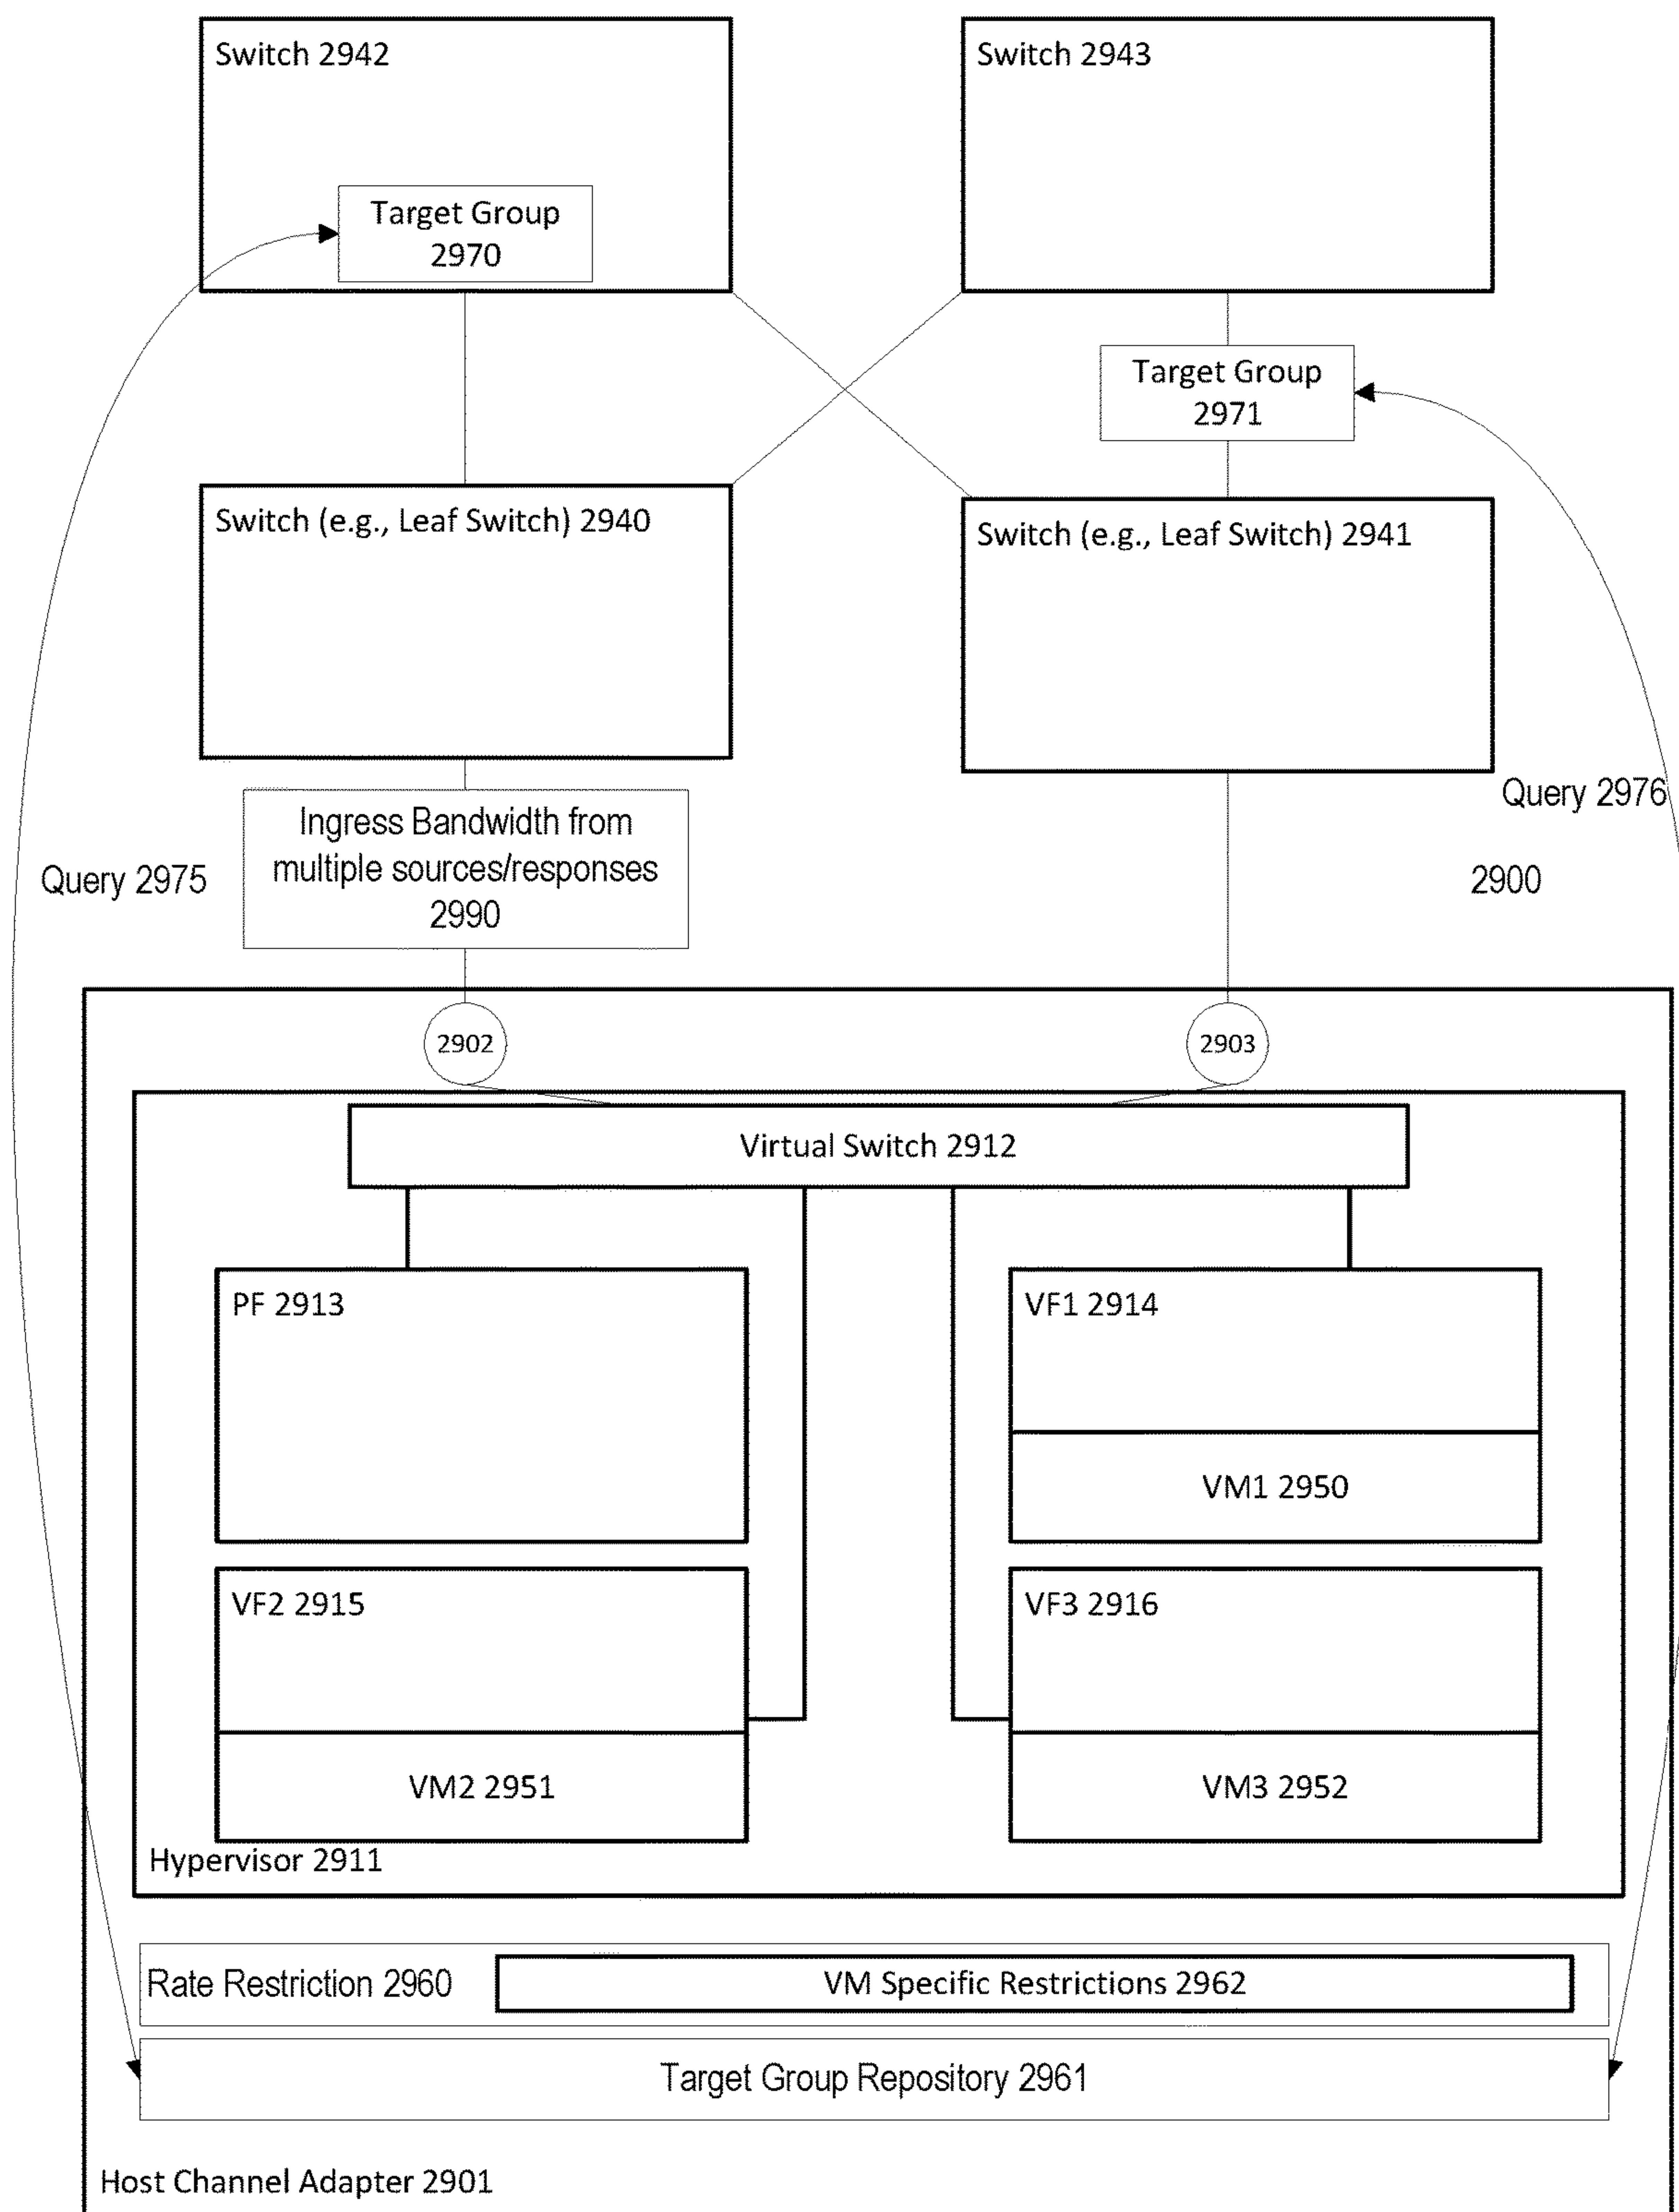 Switch 2942
Switch 2943
Target Group
2970
Target Group
2971
Switch (e.g., Leaf Switch) 2940
Switch (e.g., Leaf Switch) 2941
Query 2976
Ingress Bandwidth from
multiple sources/responses
2990
Query 2975
2900
2902
2903
Virtual Switch 2912
PF 2913
VF1 2914
VM1 2950
VF2 2915
VF3 2916
VM2 2951
VM3 2952
Hypervisor 2911
Rate Restriction 2960
VM Specific Restrictions 2962
Target Group Repository 2961
Host Channel Adapter 2901